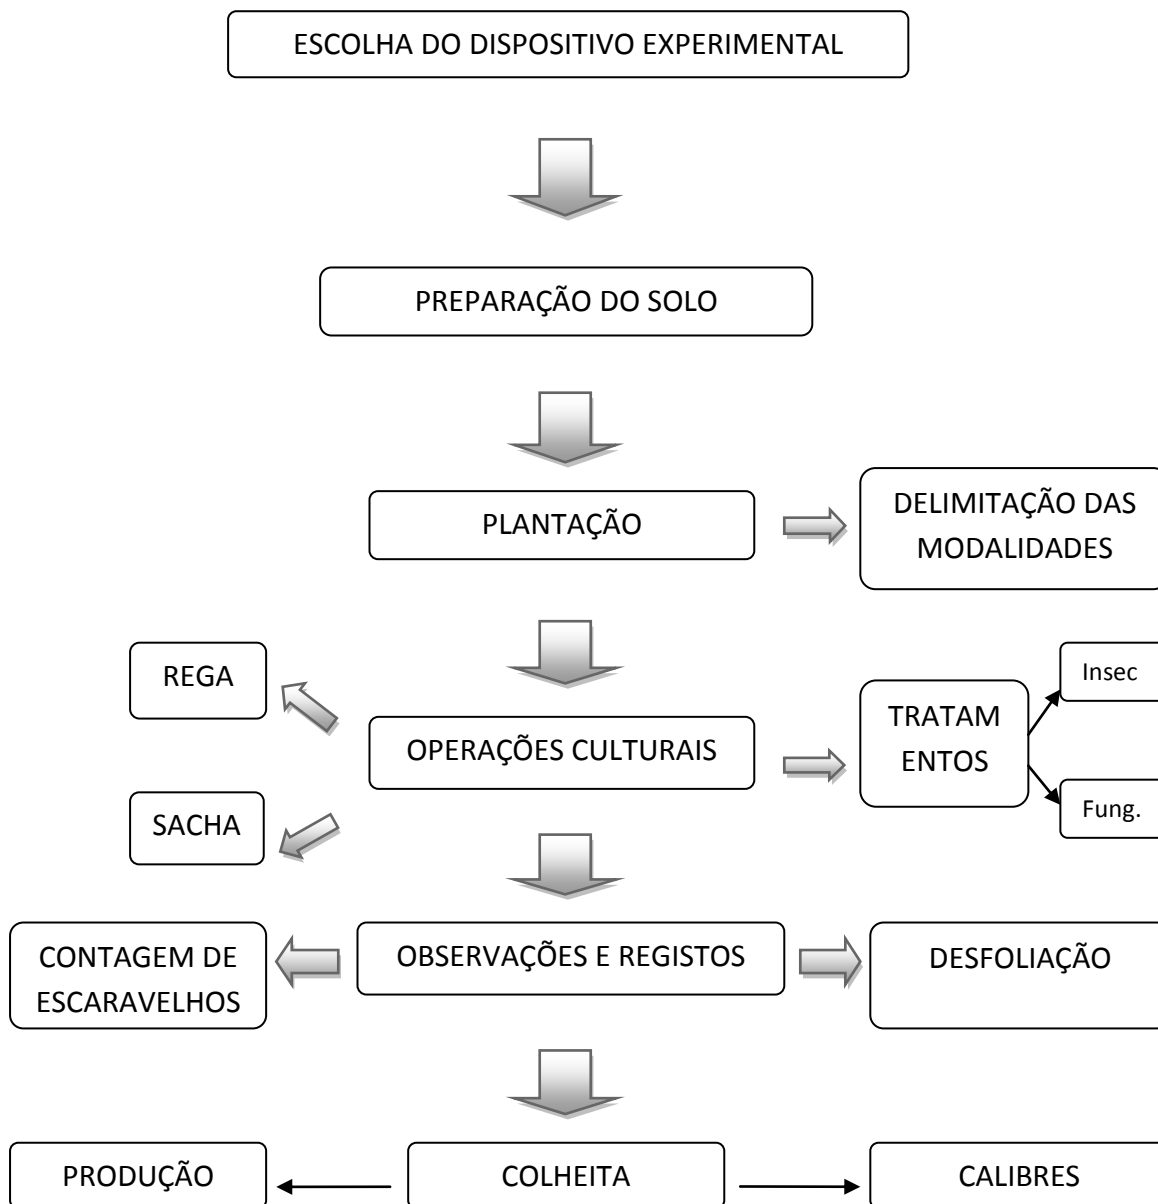 ESCOLHA DO DISPOSITIVO EXPERIMENTAL
PREPARAÇÃO DO SOLO
PLANTAÇÃO
DELIMITAÇÃO DAS
MODALIDADES
REGA
OPERAÇÕES CULTURAIS
TRATAM
ENTOS
Insec
Fung.
SACHA
CONTAGEM DE
ESCARAVELHOS
OBSERVAÇÕES E REGISTOS
DESFOLIAÇÃO
PRODUÇÃO
COLHEITA
CALIBRES